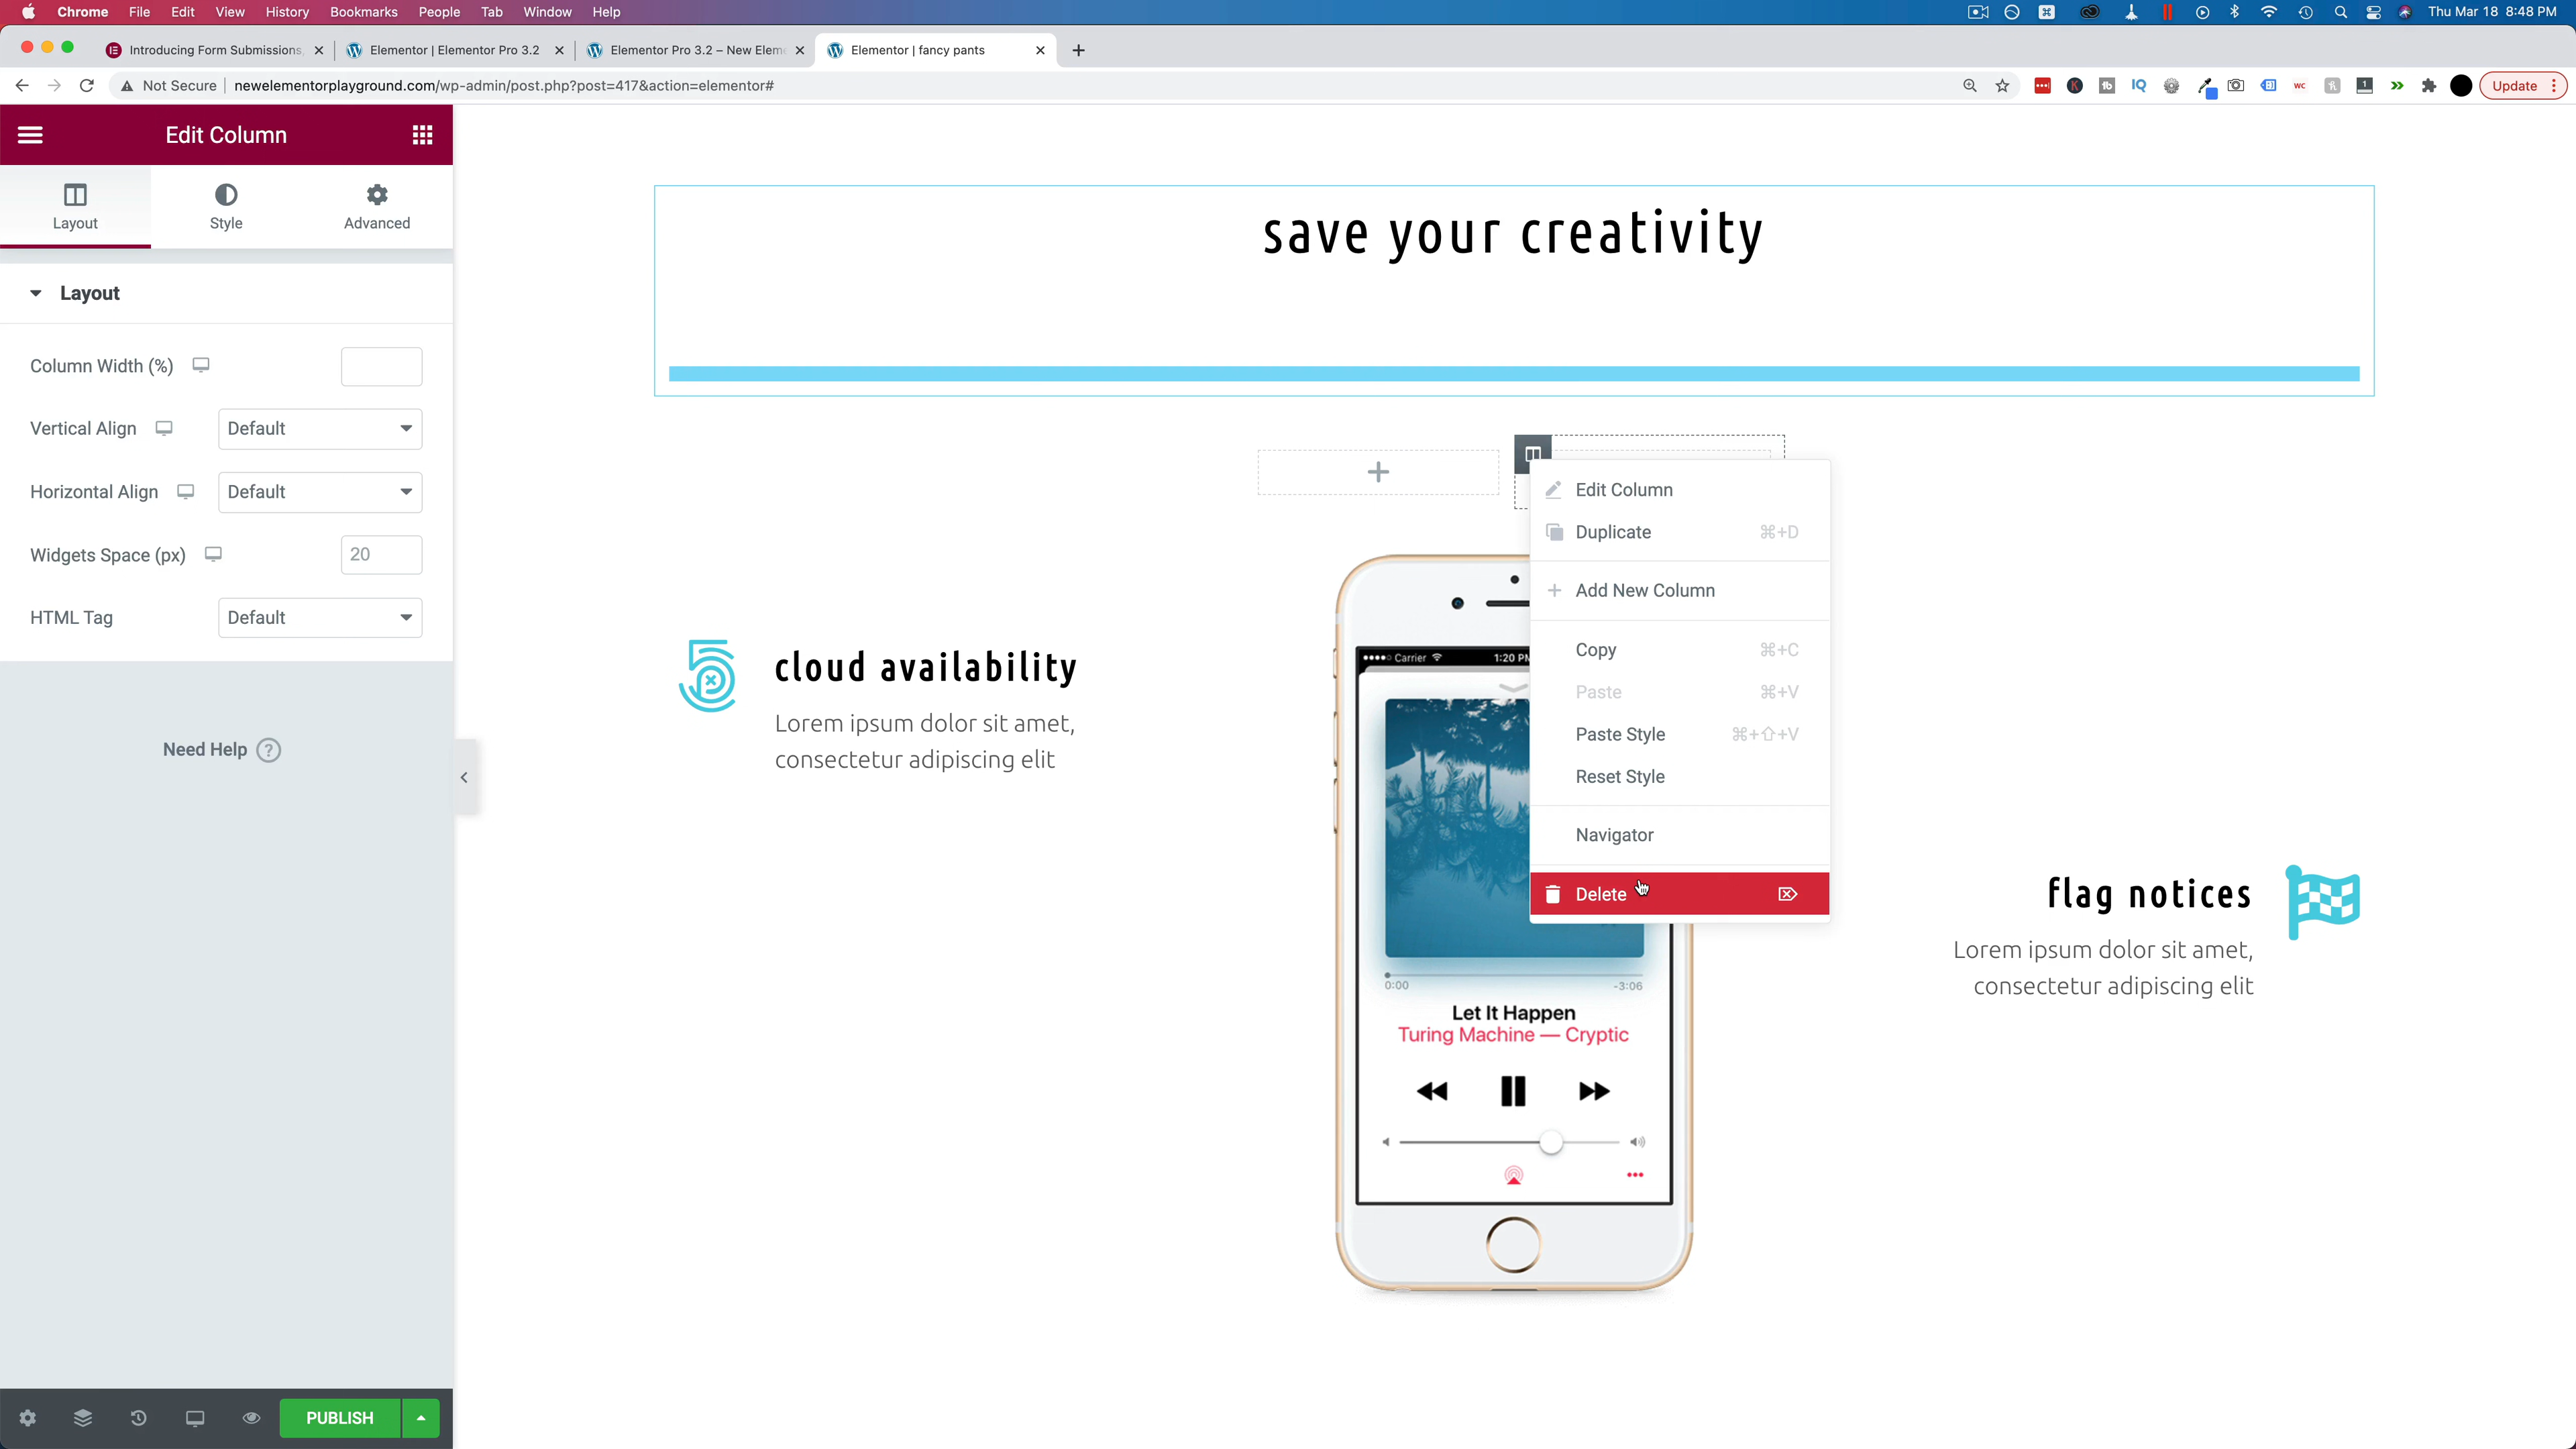 Chrome File Edit View History Bookmarks People Tab Window Help Thu Mar 18 8:48 PM
Introducing Form Submissions, Elementor | Elementor Pro 3.2 Elementor Pro 3.2 – New Elem Elementor | fancy pants
Not Secure newelementorplayground.com/wp-admin/post.php?post=417&action=elementor# IQ WC Update
Edit Column
Layout Style Advanced
Layout
Column Width (%)
Vertical Align Default
Horizontal Align Default
Widgets Space (px) 20
HTML Tag Default
Need Help ?
PUBLISH
save your creativity
Edit Column
Duplicate ⌘+D
Add New Column
Copy ⌘+C
Paste ⌘+V
Paste Style ⌘+⇧+V
Reset Style
Navigator
Delete
cloud availability
Lorem ipsum dolor sit amet,
consectetur adipiscing elit
Carrier 1:20 PM
0:00 -3:06
Let It Happen
Turing Machine — Cryptic
flag notices
Lorem ipsum dolor sit amet,
consectetur adipiscing elit